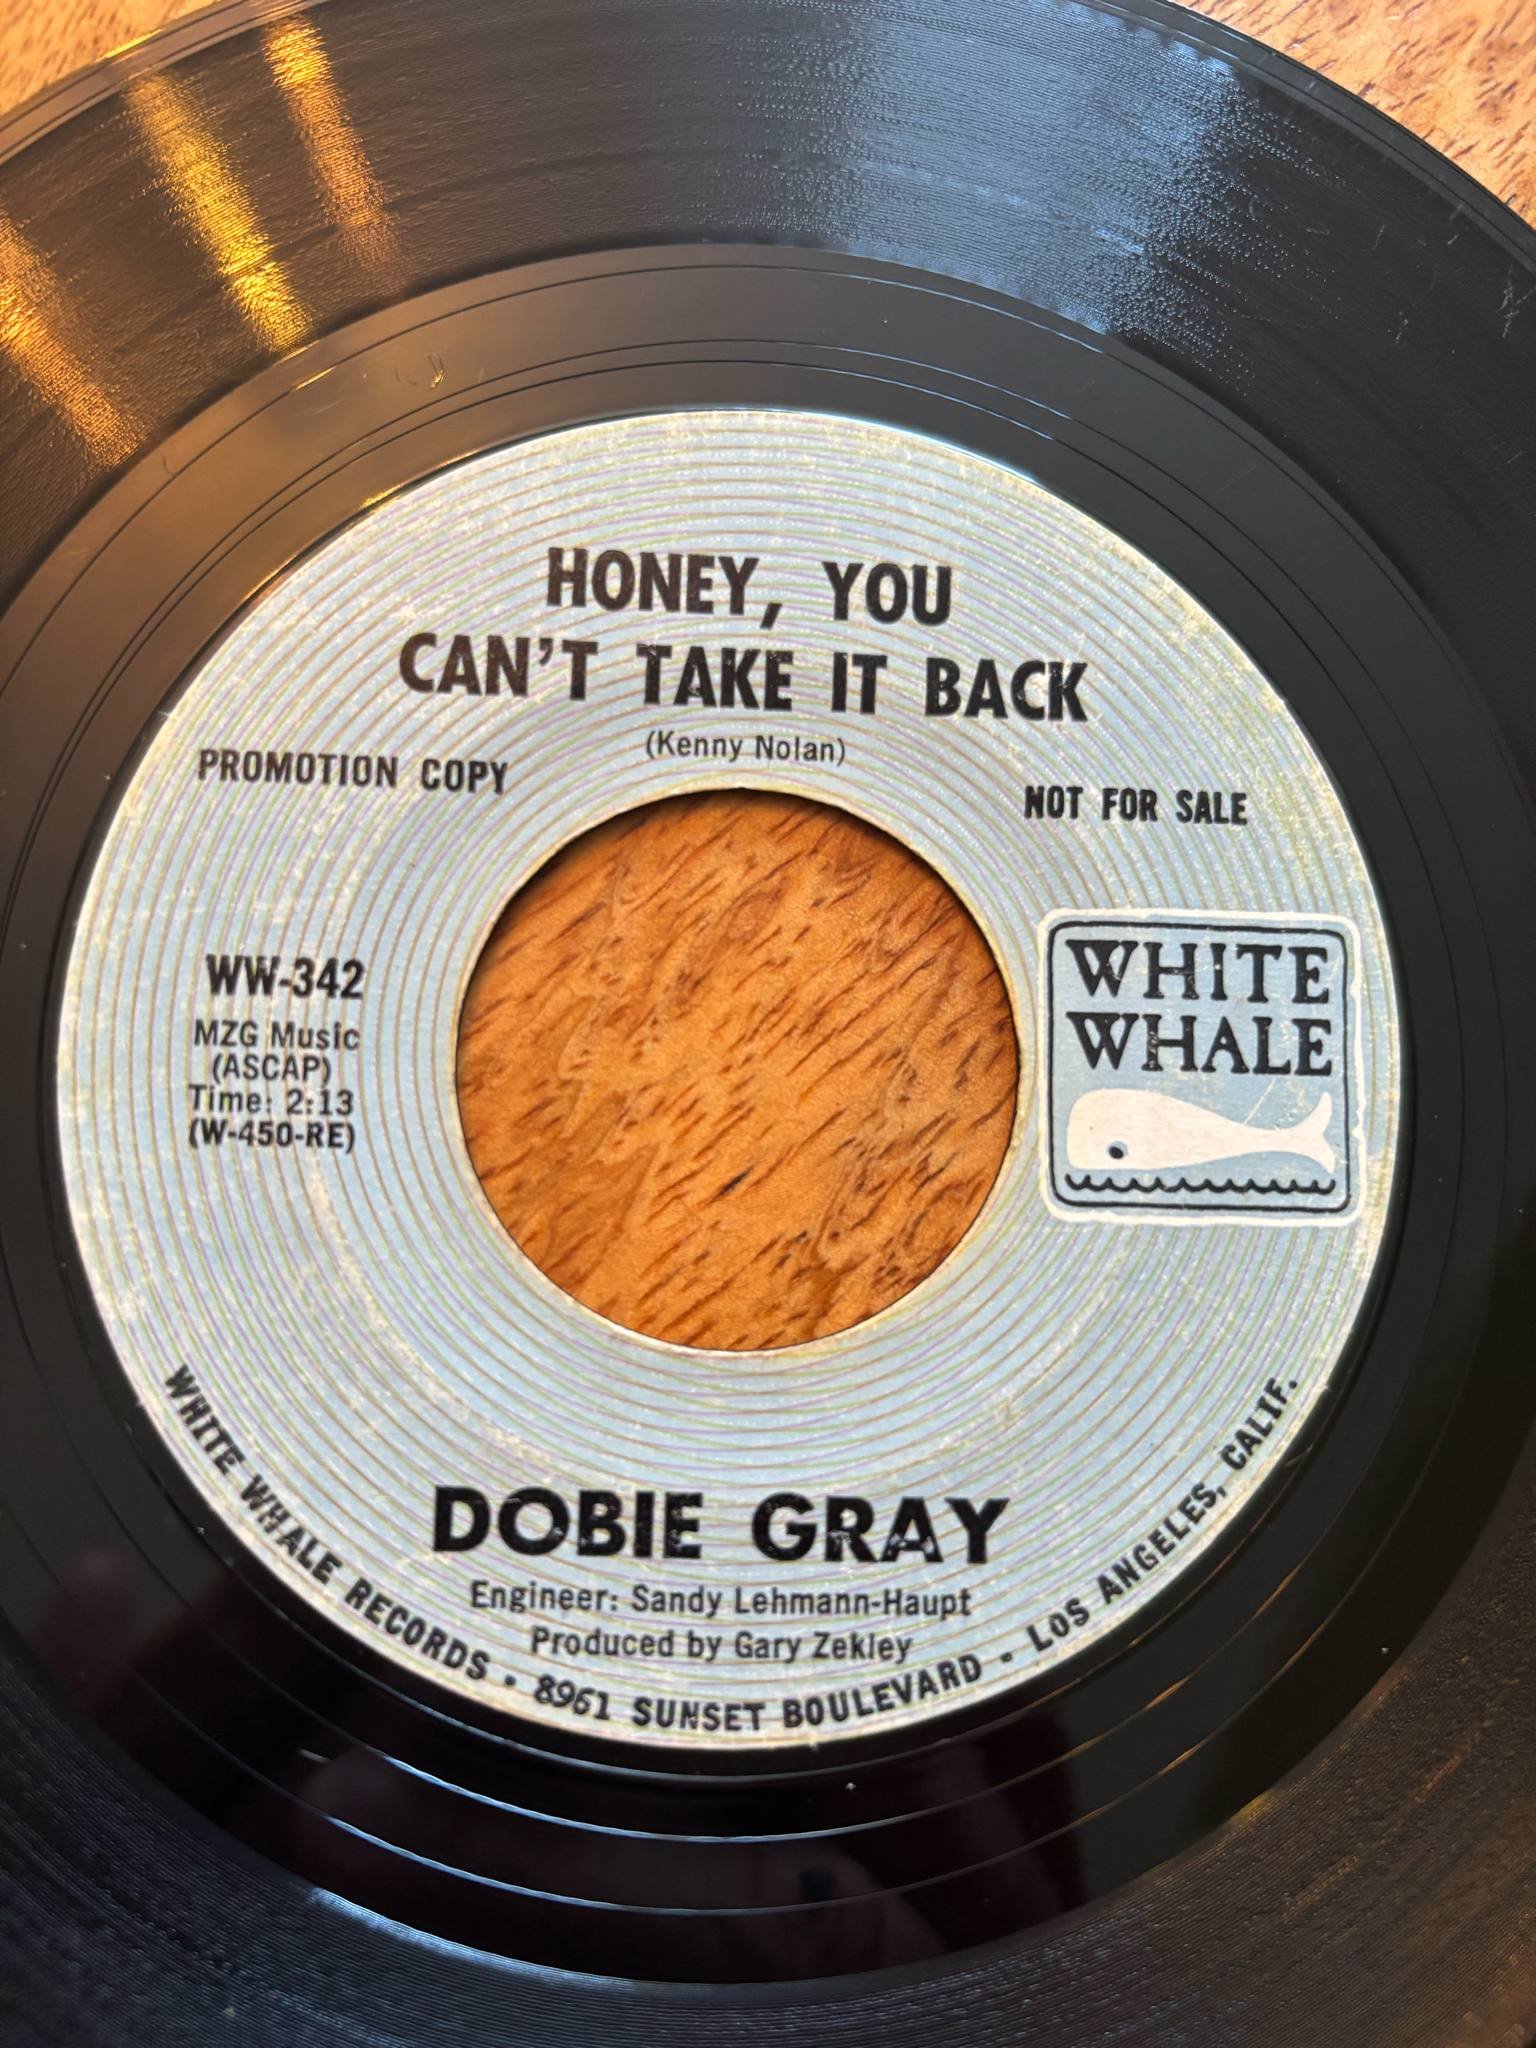 HONEY, YOU
CAN'T TAKE IT BACK
(Kenny Nolan)
PROMOTION COPY
NOT FOR SALE
WW-342
MZG Music
(ASCAP)
Time: 2:13
(W-450-RE)
WHITE
WHALE
DOBIE GRAY
Engineer: Sandy Lehmann-Haupt
Produced by Gary Zekley
WHITE WHALE RECORDS • 8961 SUNSET BOULEVARD • LOS ANGELES, CALIF.